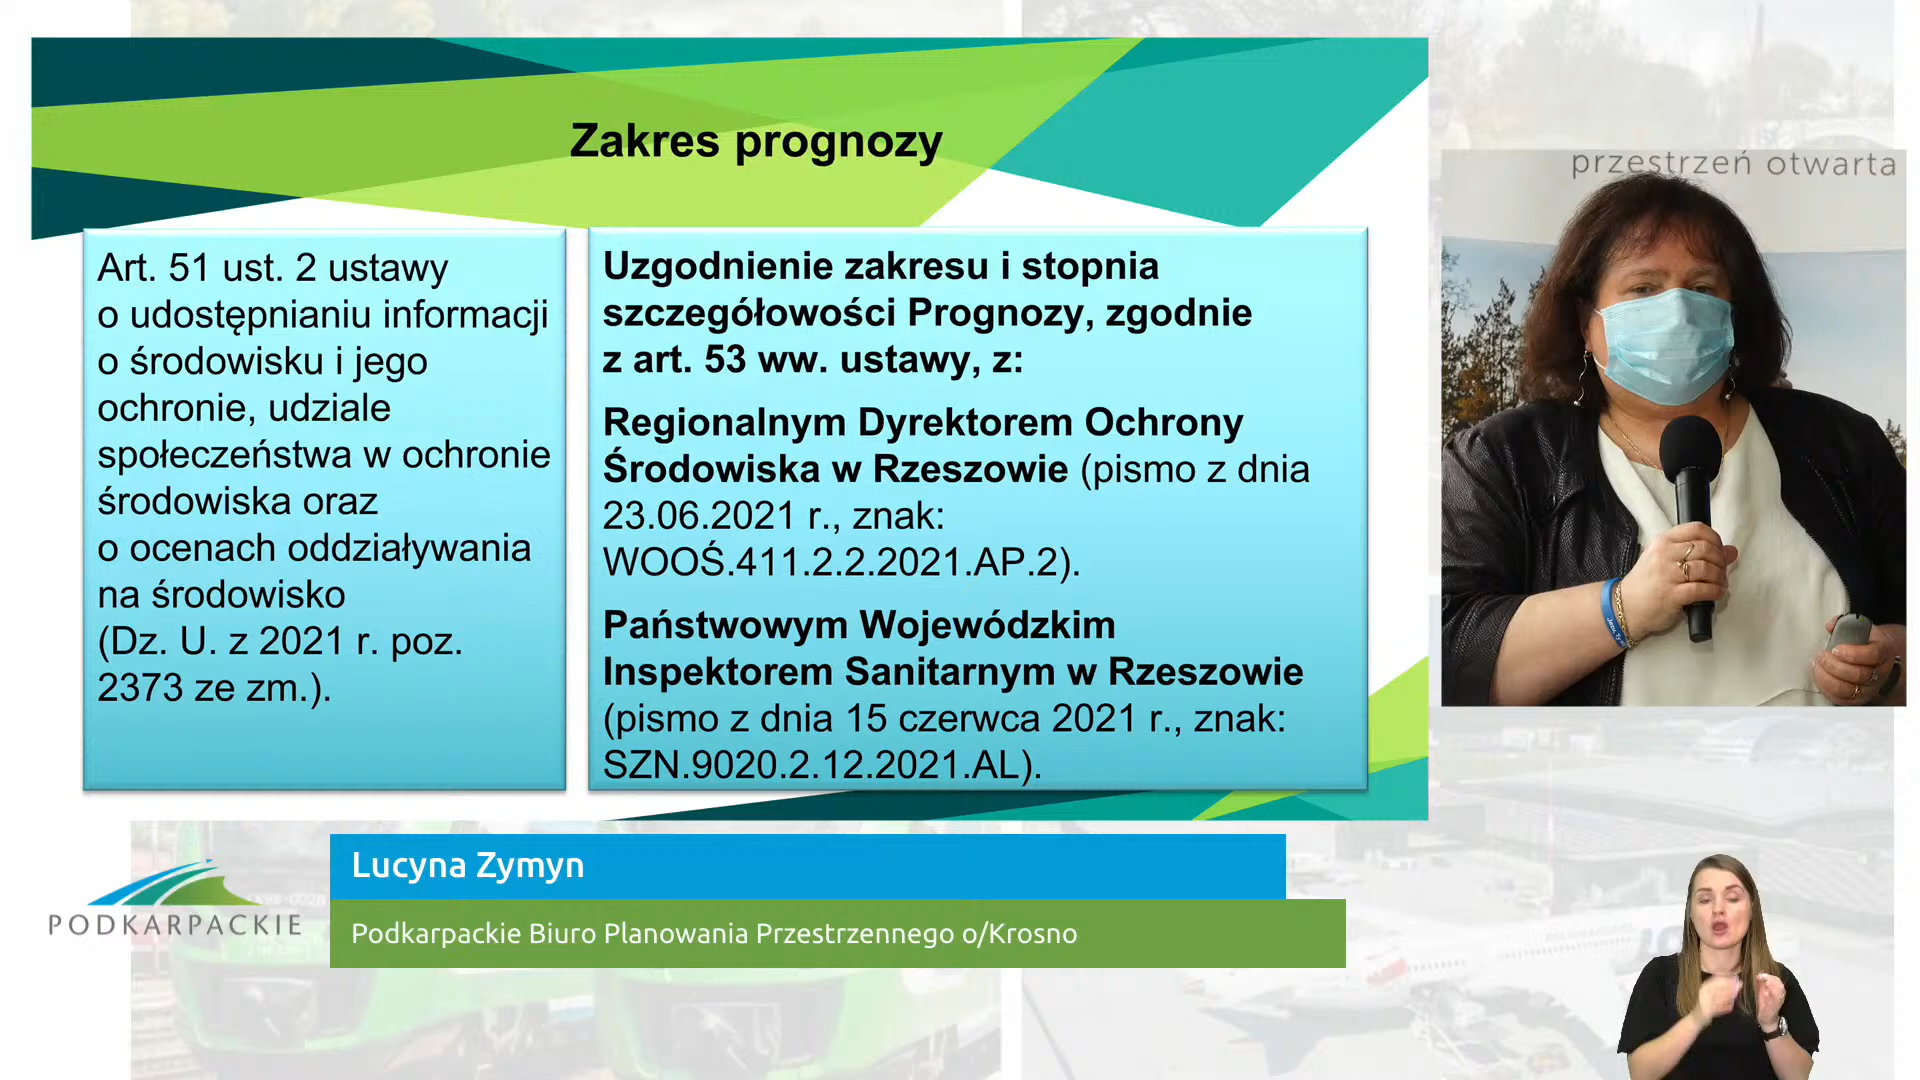 Zakres prognozy
Art. 51 ust. 2 ustawy
o udostępnianiu informacji
o środowisku i jego
ochronie, udziale
społeczeństwa w ochronie
środowiska oraz
o ocenach oddziaływania
na środowisko
(Dz. U. z 2021 r. poz.
2373 ze zm.).
Uzgodnienie zakresu i stopnia
szczegółowości Prognozy, zgodnie
z art. 53 ww. ustawy, z:
Regionalnym Dyrektorem Ochrony
Środowiska w Rzeszowie (pismo z dnia
23.06.2021 r., znak:
WOOŚ.411.2.2.2021.AP.2).
Państwowym Wojewódzkim
Inspektorem Sanitarnym w Rzeszowie
(pismo z dnia 15 czerwca 2021 r., znak:
SZN.9020.2.12.2021.AL).
przestrzeń otwarta
PODKARPACKIE
Lucyna Zymyn
Podkarpackie Biuro Planowania Przestrzennego o/Krosno